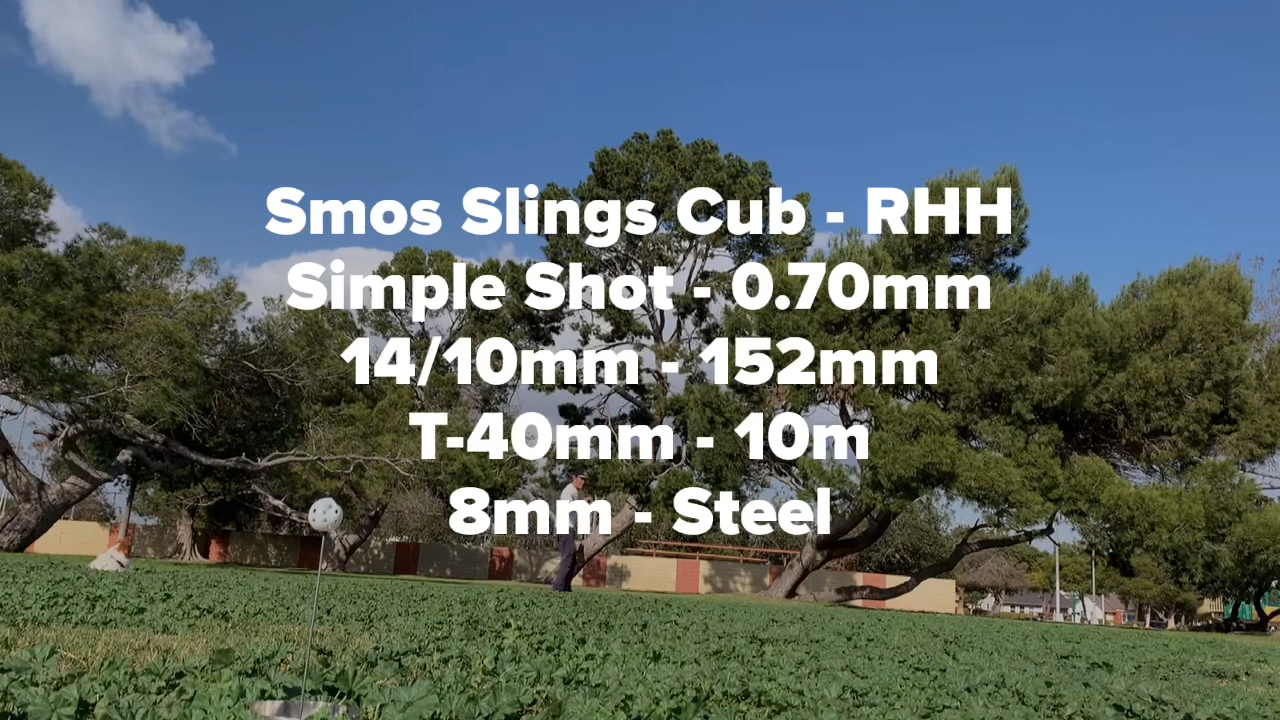 Smos Slings Cub - RHH
Simple Shot - 0.70mm
14/10mm - 152mm
T-40mm - 10m
8mm - Steel